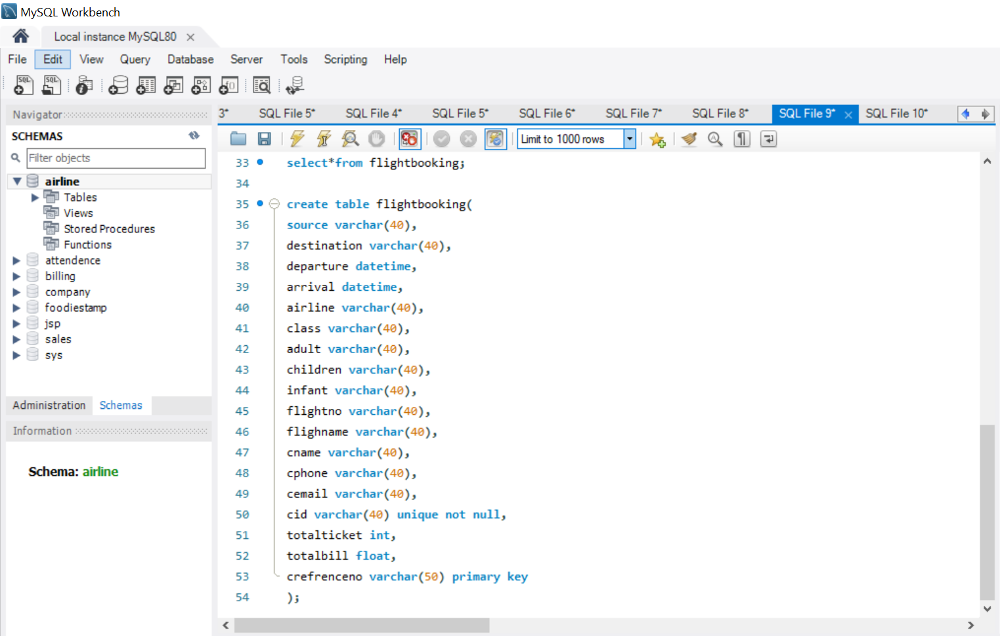 MySQL Workbench
Local instance MySQL80
File Edit View Query Database Server Tools Scripting Help
Navigator
3* SQL File 5* SQL File 4* SQL File 5* SQL File 6* SQL File 7* SQL File 8* SQL File 9* SQL File 10*
SCHEMAS
Limit to 1000 rows
Filter objects
airline
Tables
Views
Stored Procedures
Functions
attendence
billing
company
foodiestamp
jsp
sales
sys
Administration Schemas
Information
Schema: airline
33 select*from flightbooking;
34
35 create table flightbooking(
36 source varchar(40),
37 destination varchar(40),
38 departure datetime,
39 arrival datetime,
40 airline varchar(40),
41 class varchar(40),
42 adult varchar(40),
43 children varchar(40),
44 infant varchar(40),
45 flightno varchar(40),
46 flighname varchar(40),
47 cname varchar(40),
48 cphone varchar(40),
49 cemail varchar(40),
50 cid varchar(40) unique not null,
51 totalticket int,
52 totalbill float,
53 crefrenceno varchar(50) primary key
54 );